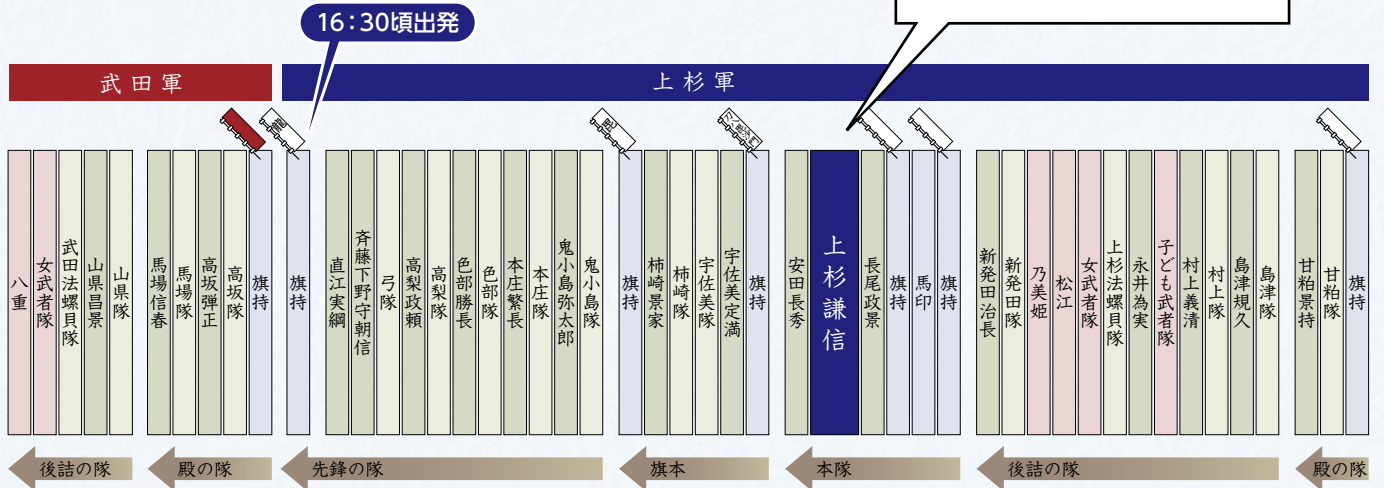 16:30頃出発
武田軍
上杉軍
龍
毘
八重
女武者隊
武田法螺貝隊
山県昌景
山県隊
馬場信春
馬場隊
高坂弾正
高坂隊
旗持
旗持
直江実綱
斉藤下野守朝信
弓隊
高梨政頼
高梨隊
色部勝長
色部隊
本庄繁長
本庄隊
鬼小島弥太郎
鬼小島隊
旗持
柿崎景家
柿崎隊
宇佐美隊
宇佐美定満
旗持
安田長秀
上杉謙信
長尾政景
旗持
馬印
旗持
新発田治長
新発田隊
乃美姫
松江
女武者隊
上杉法螺貝隊
永井為実
子ども武者隊
村上義清
村上隊
島津規久
島津隊
甘粕景持
甘粕隊
旗持
後詰の隊
殿の隊
先鋒の隊
旗本
本隊
後詰の隊
殿の隊